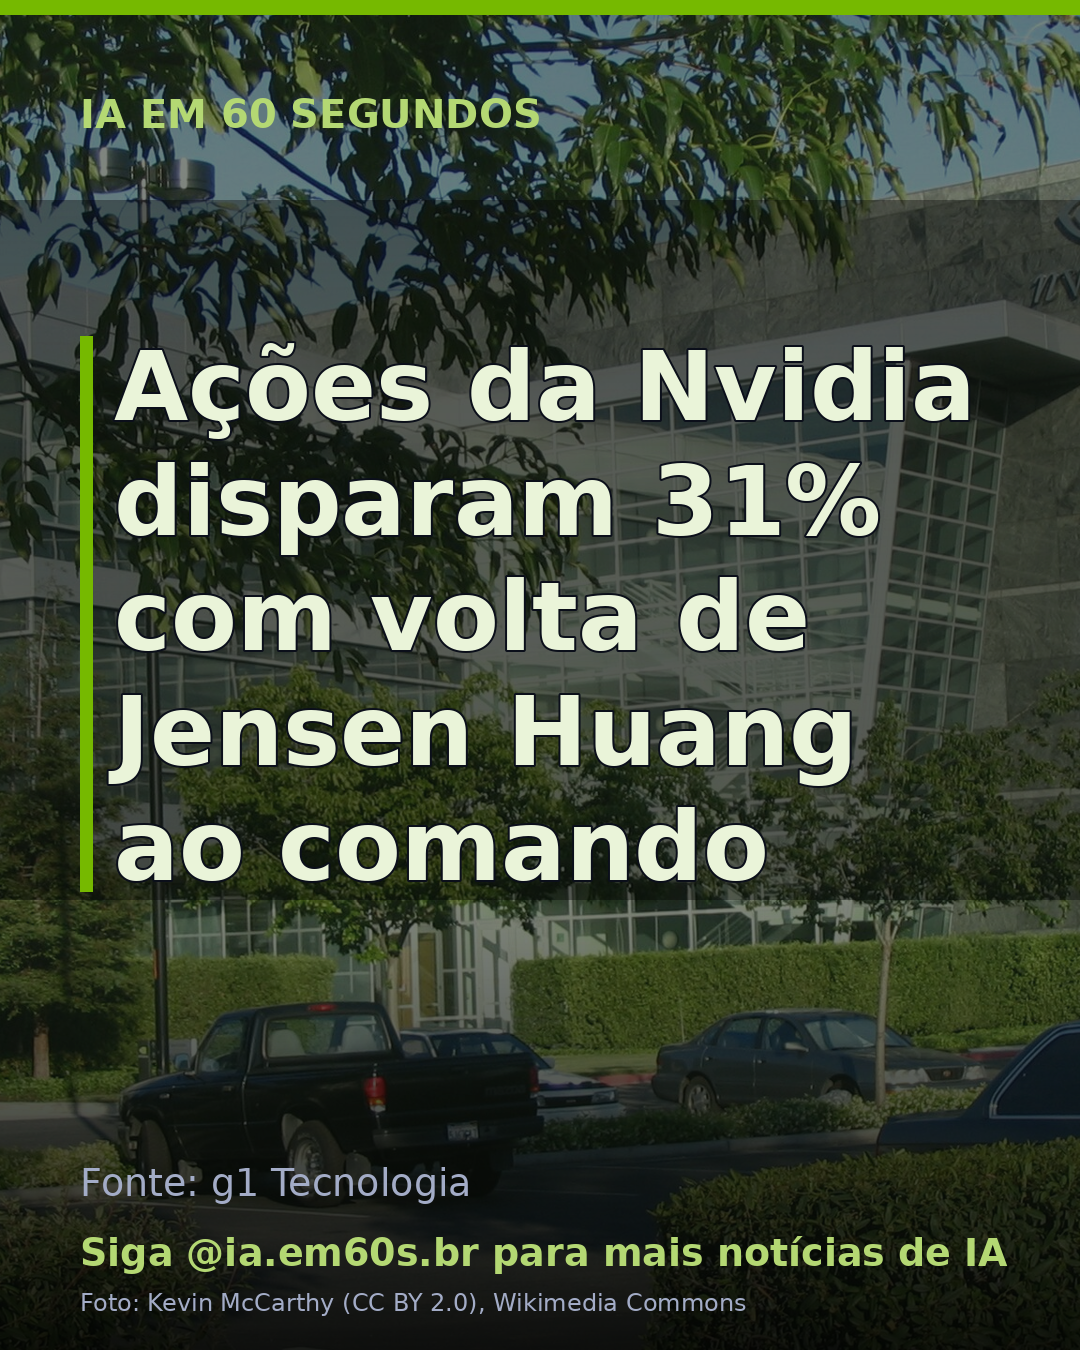 IA EM 60 SEGUNDOS
Ações da Nvidia
disparam 31%
com volta de
Jensen Huang
ao comando
Fonte: g1 Tecnologia
Siga @ia.em60s.br para mais notícias de IA
Foto: Kevin McCarthy (CC BY 2.0), Wikimedia Commons